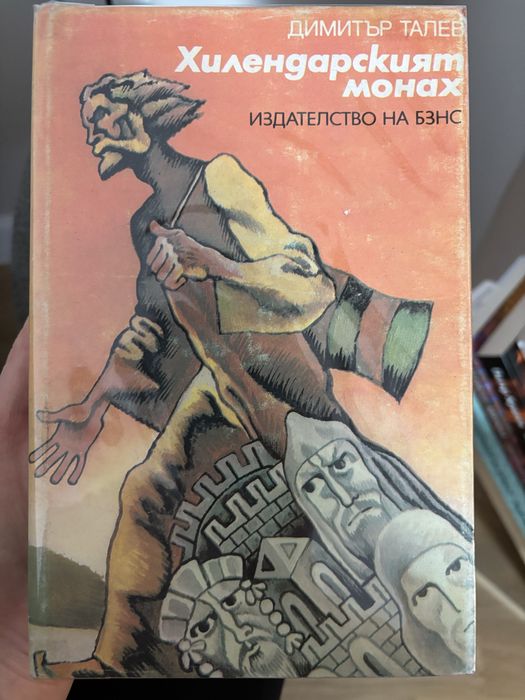 ДИМИТЪР ТАЛЕВ
Хилендарският
монах
ИЗДАТЕЛСТВО НА БЗНС